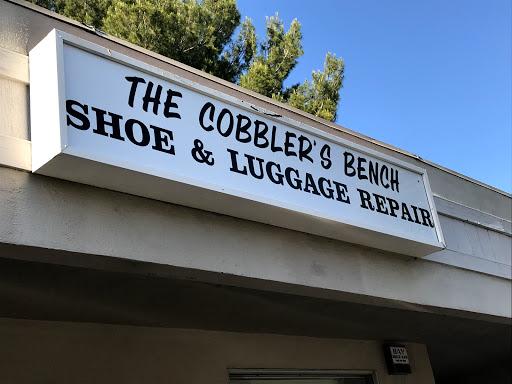 THE COBBLER'S BENCH
SHOE & LUGGAGE REPAIR